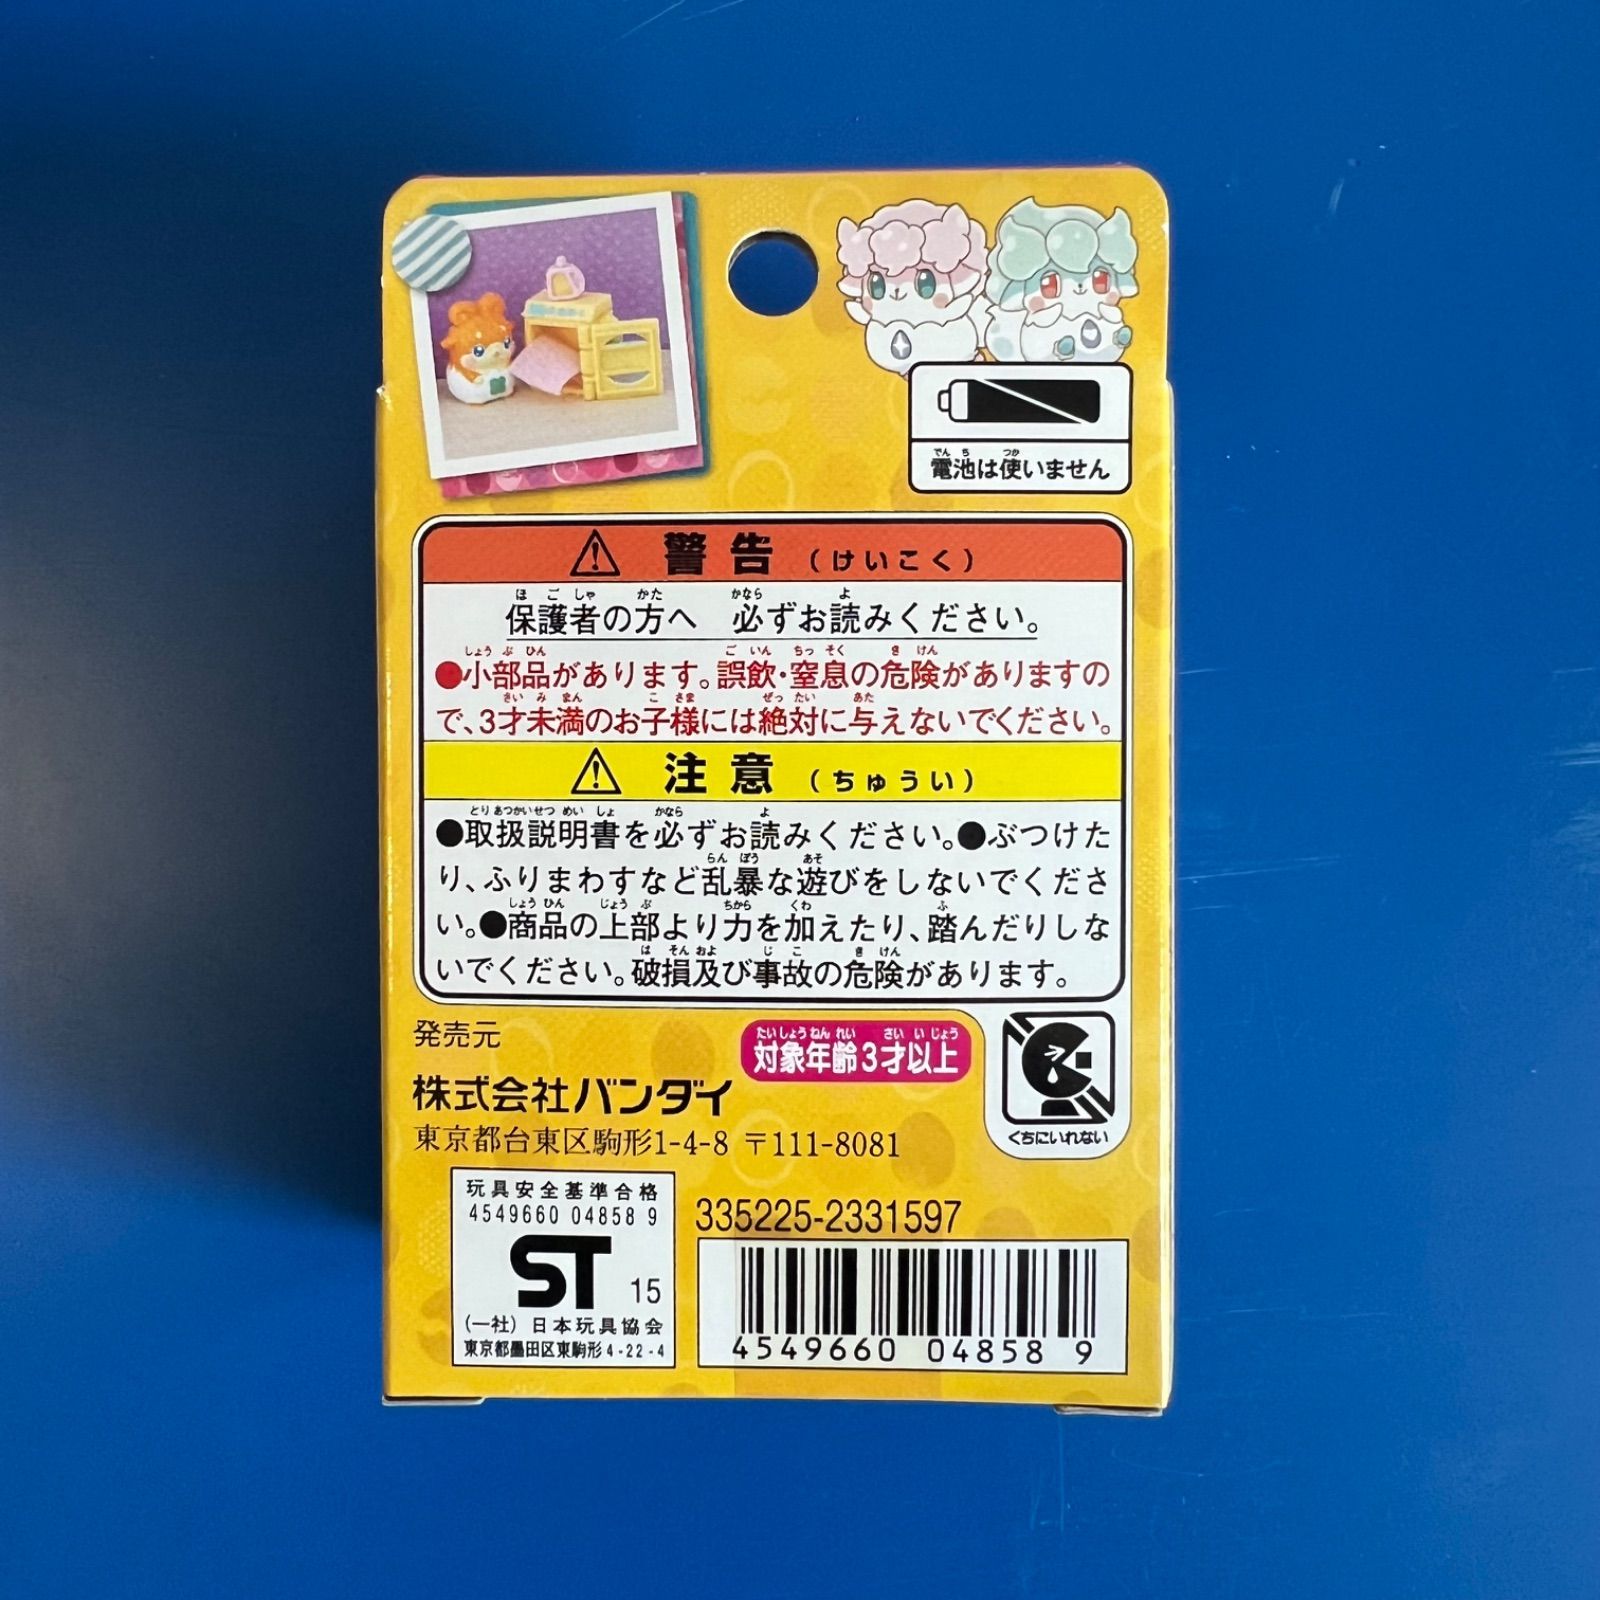 電池は使いません
警告(けいこく)
保護者の方へ 必ずお読みください。
●小部品があります。誤飲・窒息の危険がありますの
で、3才未満のお子様には絶対に与えないでください。
注意(ちゅうい)
●取扱説明書を必ずお読みください。●ぶつけた
り、ふりまわすなど乱暴な遊びをしないでくださ
い。●商品の上部より力を加えたり、踏んだりしな
いでください。破損及び事故の危険があります。
発売元
対象年齢3才以上
株式会社バンダイ
東京都台東区駒形1-4-8 〒111-8081
くちにいれない
玩具安全基準合格
4549660 04858 9
ST 15
(一社)日本玩具協会
東京都墨田区東駒形4-22-4
335225-2331597
4549660 04858 9